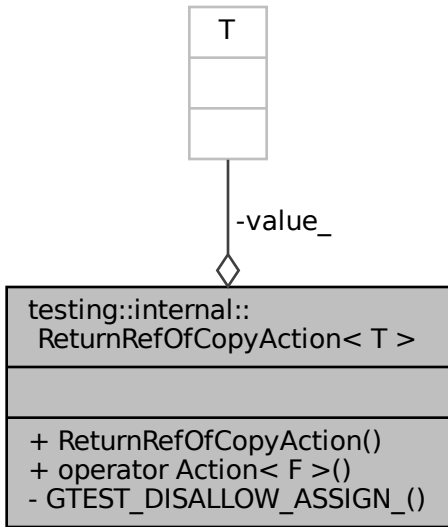 T
-value_
testing::internal::
ReturnRefOfCopyAction< T >
+ ReturnRefOfCopyAction()
+ operator Action< F >()
- GTEST_DISALLOW_ASSIGN_()